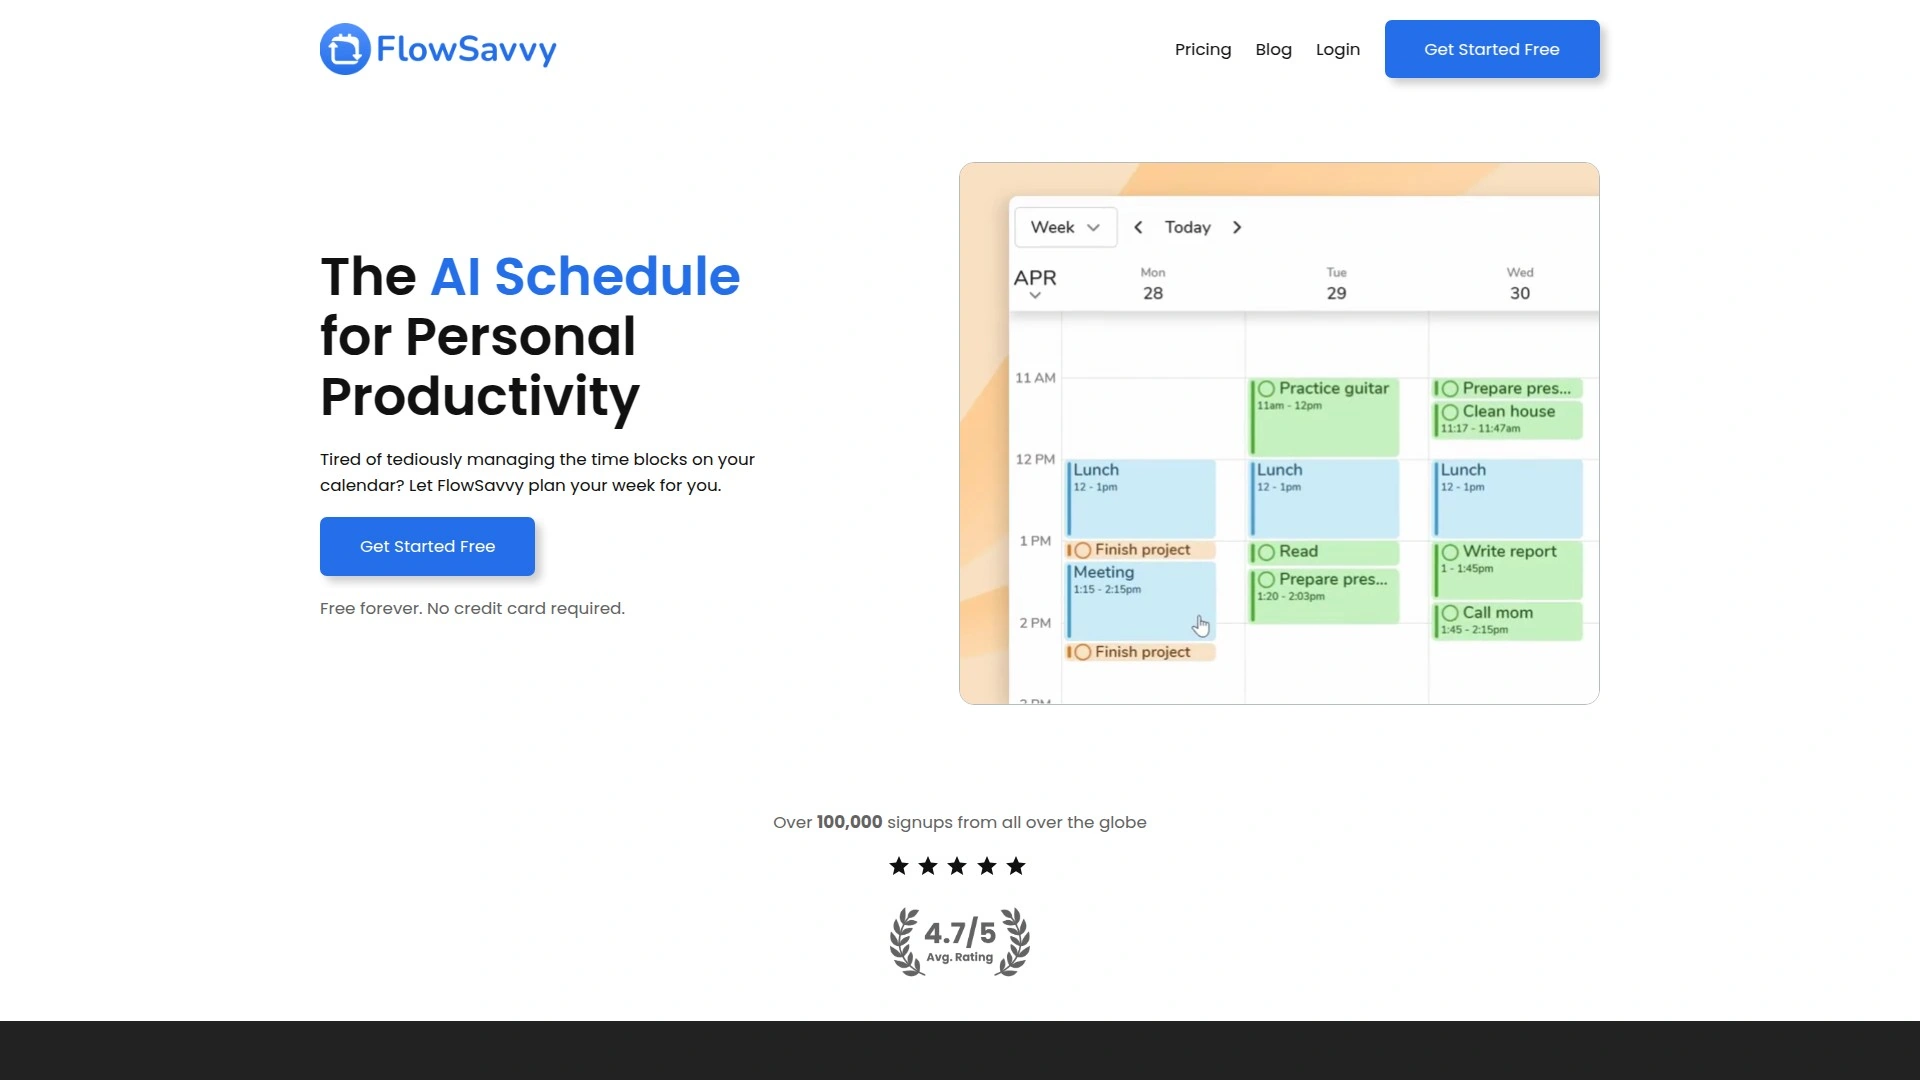 FlowSavvy
Pricing
Blog
Login
Get Started Free
The AI Schedule
for Personal
Productivity
Tired of tediously managing the time blocks on your
calendar? Let FlowSavvy plan your week for you.
Get Started Free
Free forever. No credit card required.
Week
Today
APR
Mon
28
Tue
29
Wed
30
11 AM
Practice guitar
11am - 12pm
Prepare pres...
Clean house
11:17 - 11:47am
12 PM
Lunch
12 - 1pm
Lunch
12 - 1pm
Lunch
12 - 1pm
1 PM
Finish project
Meeting
1:15 - 2:15pm
Read
Prepare pres...
1:20 - 2:03pm
Write report
1 - 1:45pm
Call mom
1:45 - 2:15pm
2 PM
Finish project
Over 100,000 signups from all over the globe
4.7/5
Avg. Rating